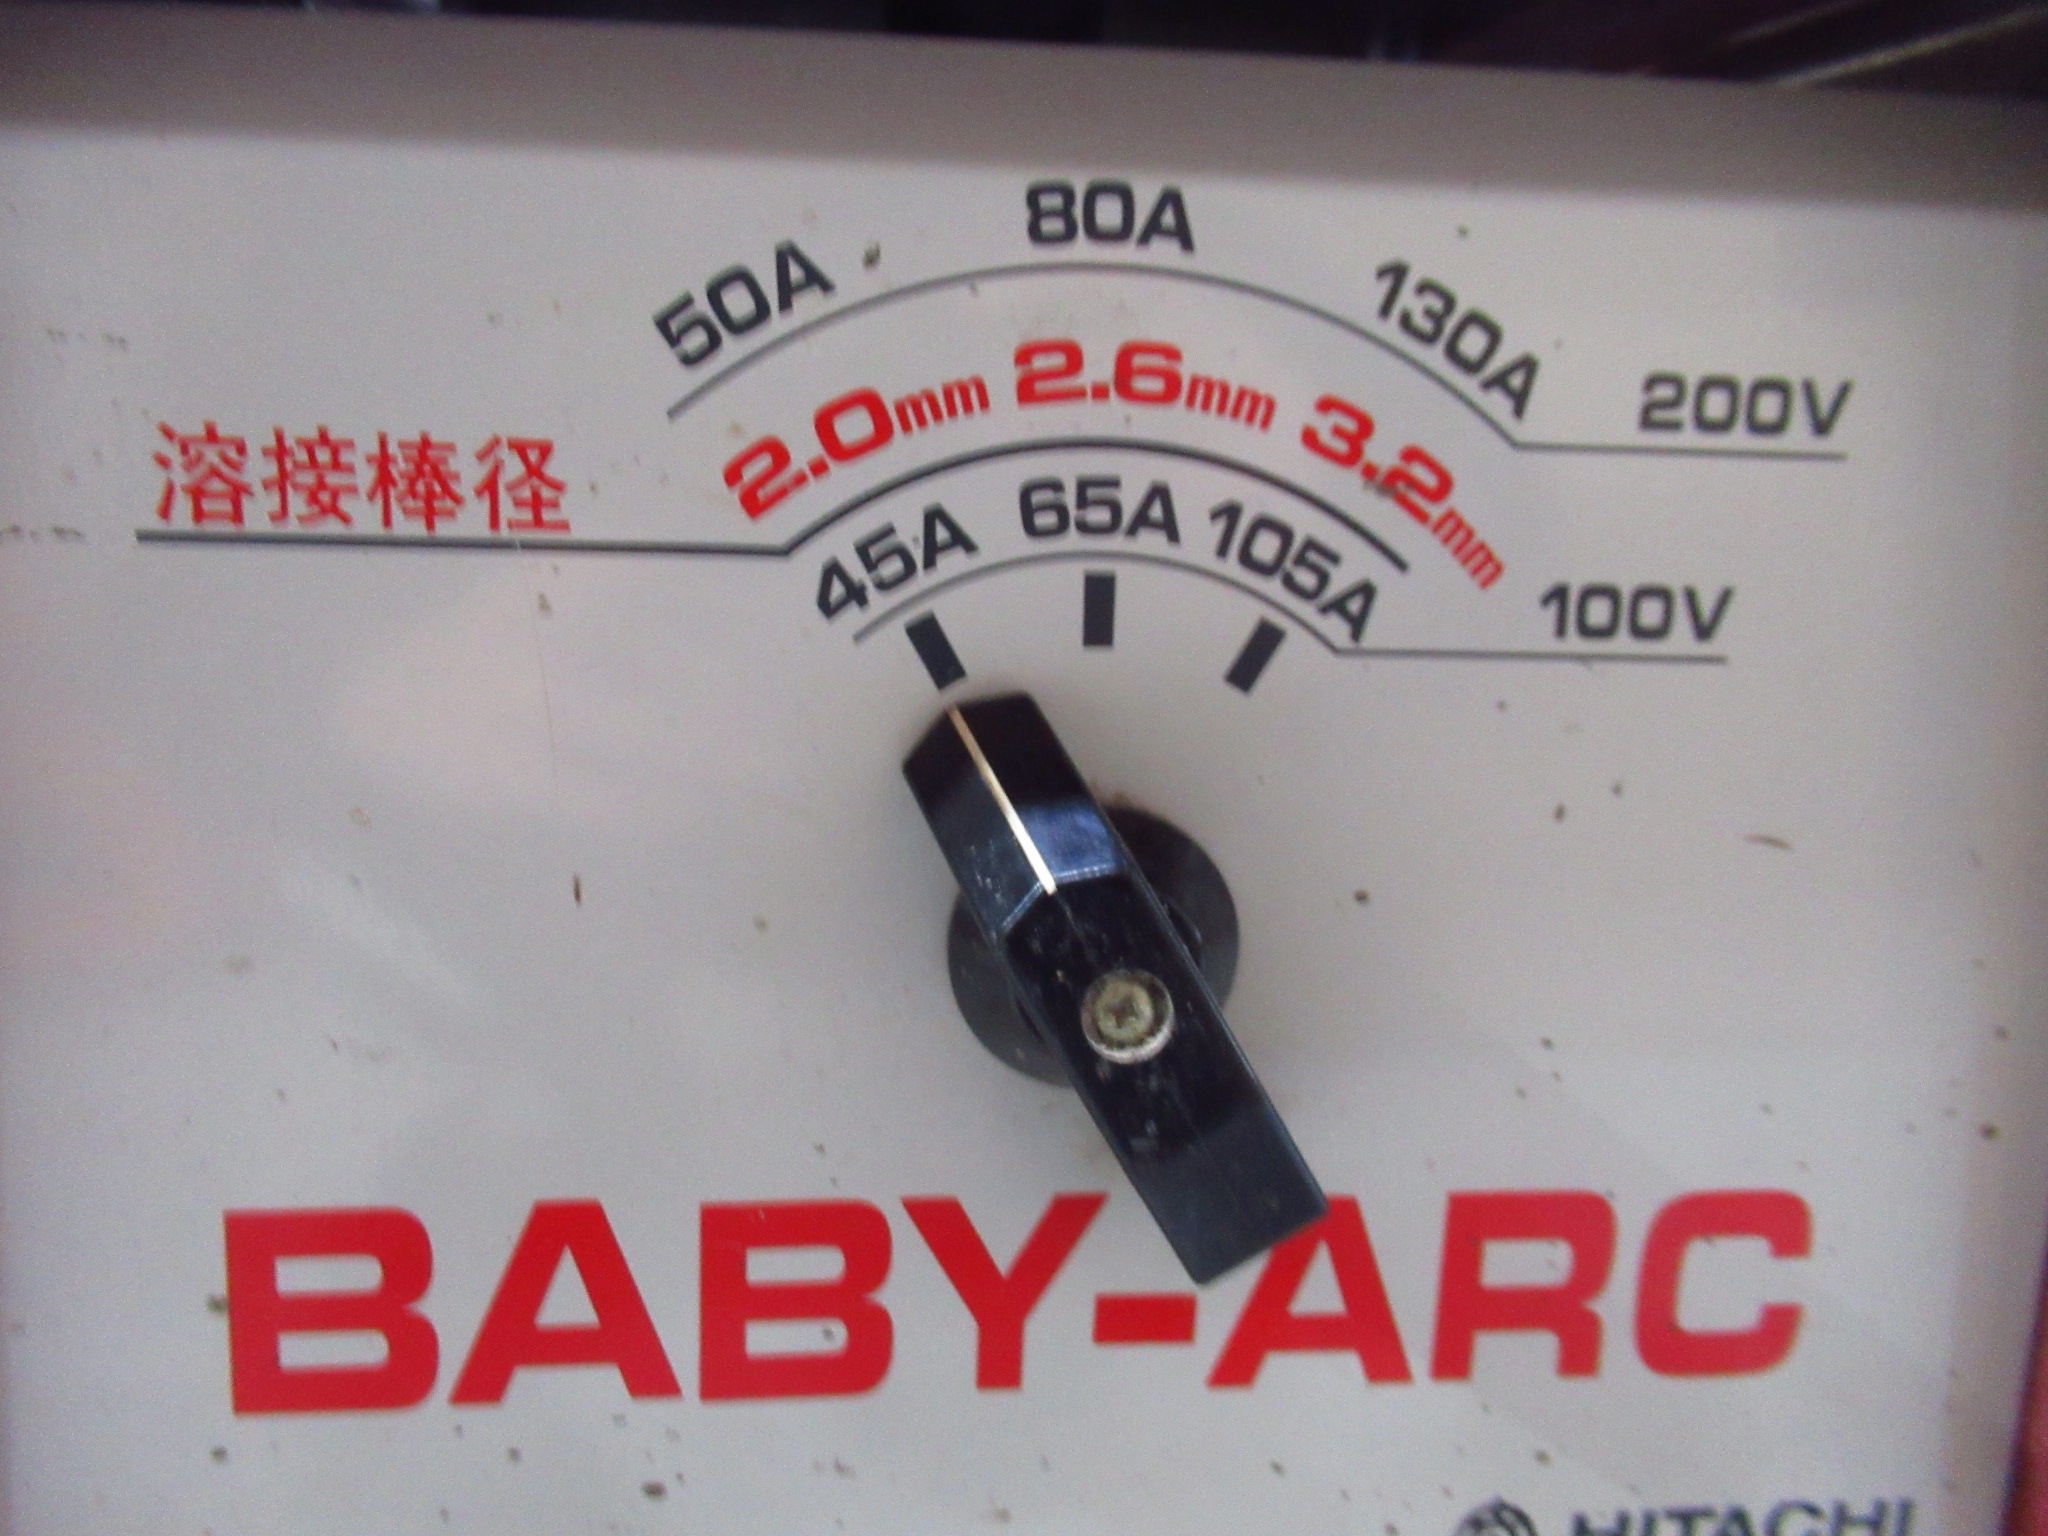 50A 80A 130A 200V
溶接棒径 2.0mm 2.6mm 3.2mm
45A 65A 105A 100V
BABY-ARC
HITACHI